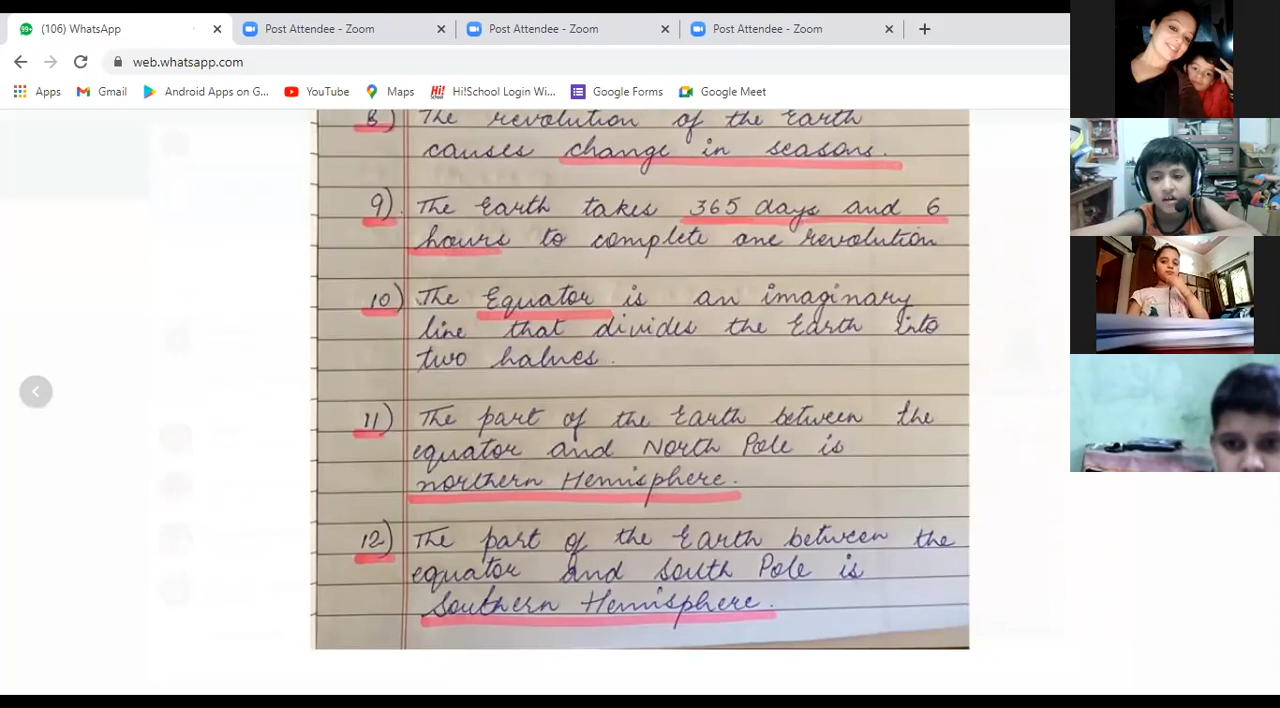 99+ (106) WhatsApp
Post Attendee - Zoom
Post Attendee - Zoom
Post Attendee - Zoom
web.whatsapp.com
Apps Gmail Android Apps on G... YouTube Maps Hi! School Hi!School Login Wi... Google Forms Google Meet
8) The revolution of the Earth
causes change in seasons.
9). The Earth takes 365 days and 6
hours to complete one revolution
10) The Equator is an imaginary
line that divides the Earth into
two halves.
11) The part of the Earth between the
equator and North Pole is
northern Hemisphere.
12) The part of the Earth between the
equator and south Pole is
Southern Hemisphere.